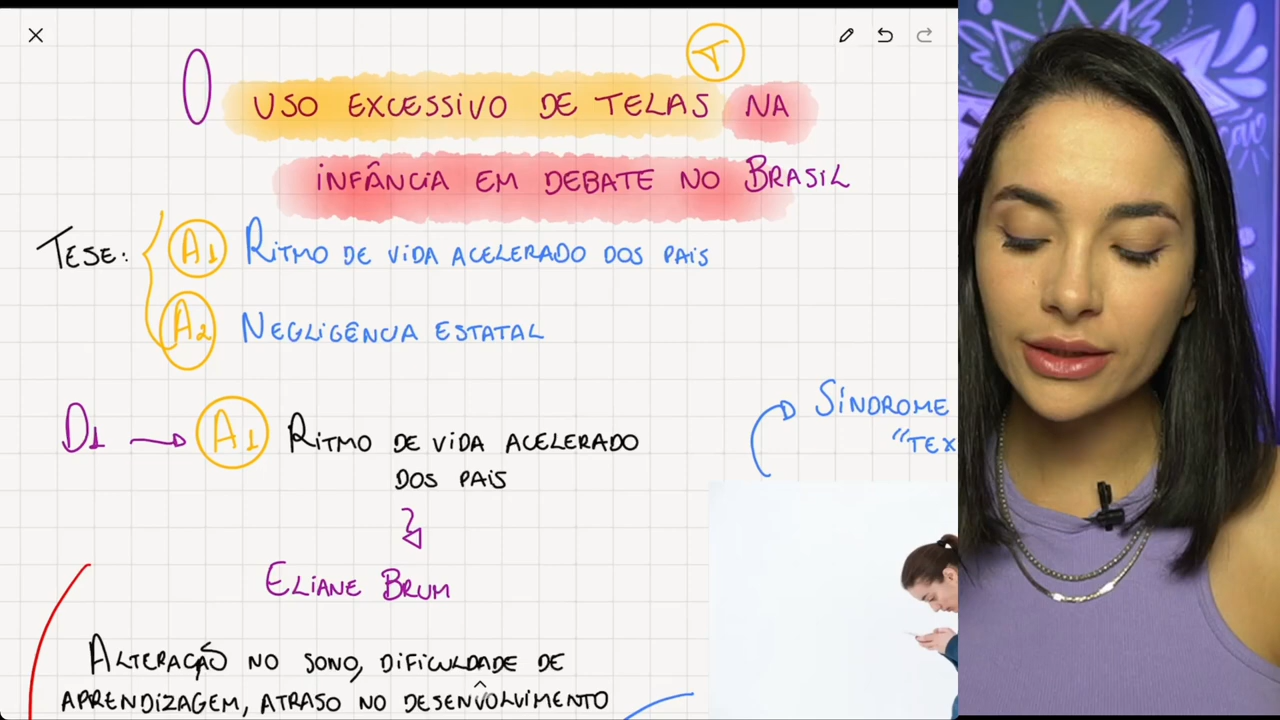 T
O USO EXCESSIVO DE TELAS NA
INFÂNCIA EM DEBATE NO BRASIL
TESE: A1 RITMO DE VIDA ACELERADO DOS PAIS
A2 NEGLIGÊNCIA ESTATAL
SÍNDROME
"TEX
D1 → A1 RITMO DE VIDA ACELERADO
DOS PAIS
ELIANE BRUM
ALTERAÇÃO NO SONO, DIFICULDADE DE
APRENDIZAGEM, ATRASO NO DESENVOLVIMENTO